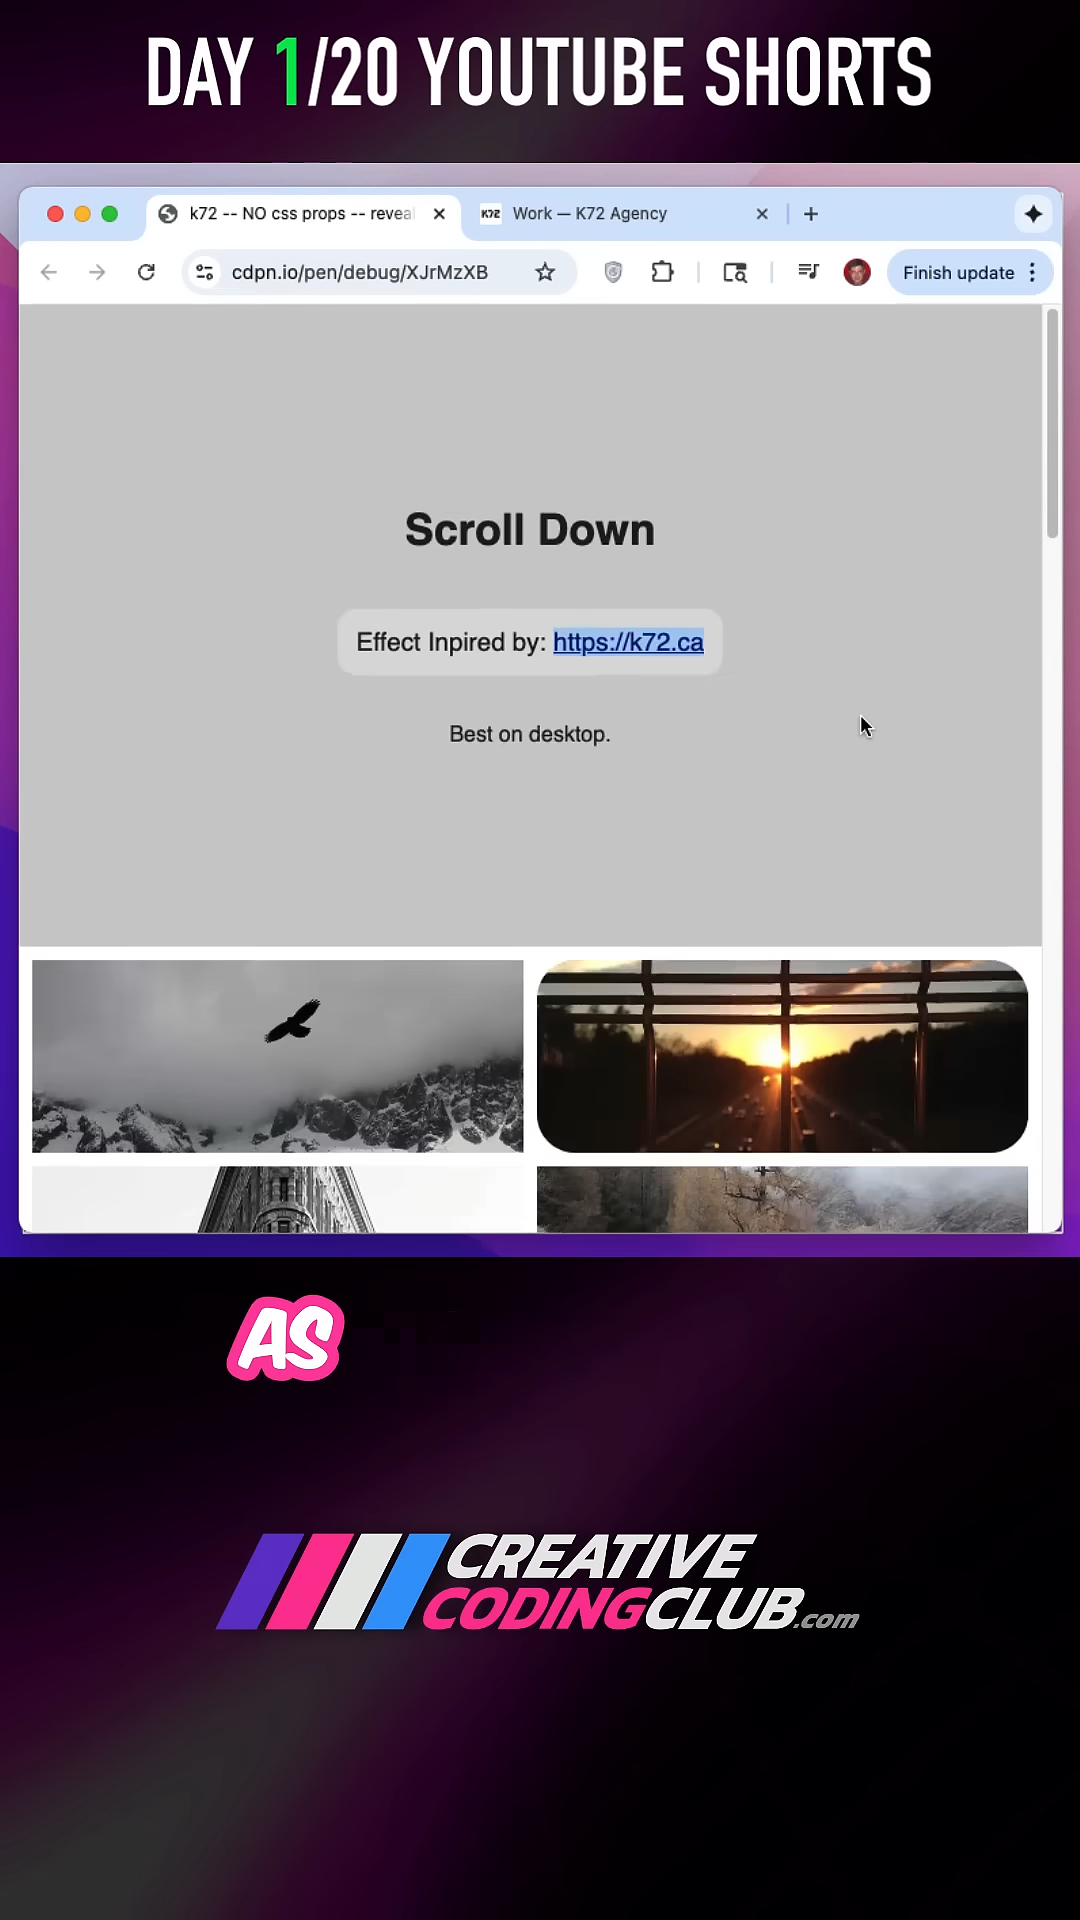 DAY 1/20 YOUTUBE SHORTS
k72 -- NO css props -- reveal
K72 Work — K72 Agency
cdpn.io/pen/debug/XJrMzXB
Finish update
Scroll Down
Effect Inpired by: https://k72.ca
Best on desktop.
AS
CREATIVE
CODINGCLUB.com